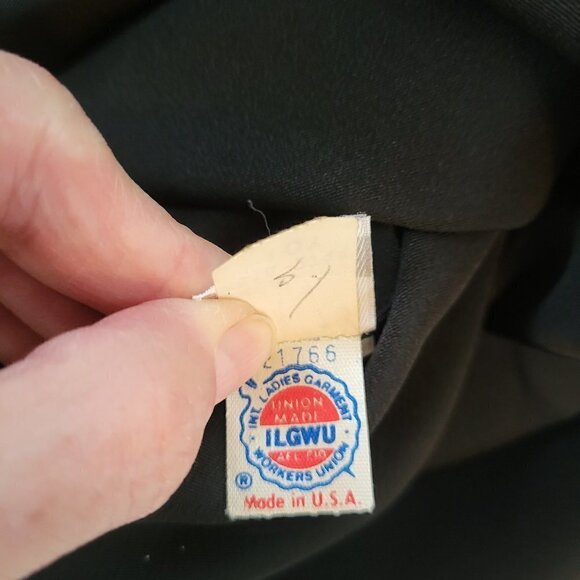 21766
INT. LADIES GARMENT
UNION
MADE
ILGWU
AFL CIO
WORKERS UNION
®
Made in U.S.A.